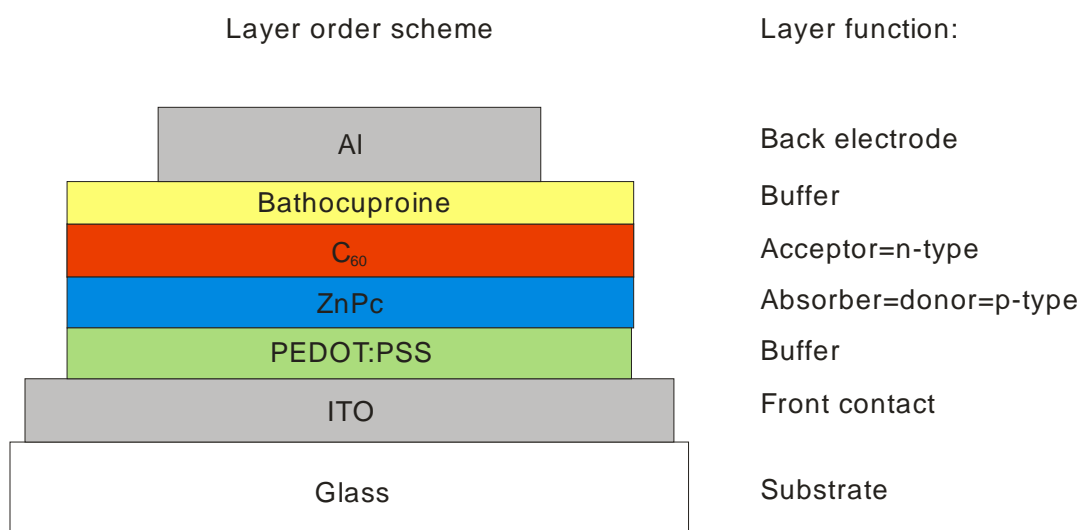 Layer order scheme Layer function:
Al Back electrode
Bathocuproine Buffer
C₆₀ Acceptor=n-type
ZnPc Absorber=donor=p-type
PEDOT:PSS Buffer
ITO Front contact
Glass Substrate